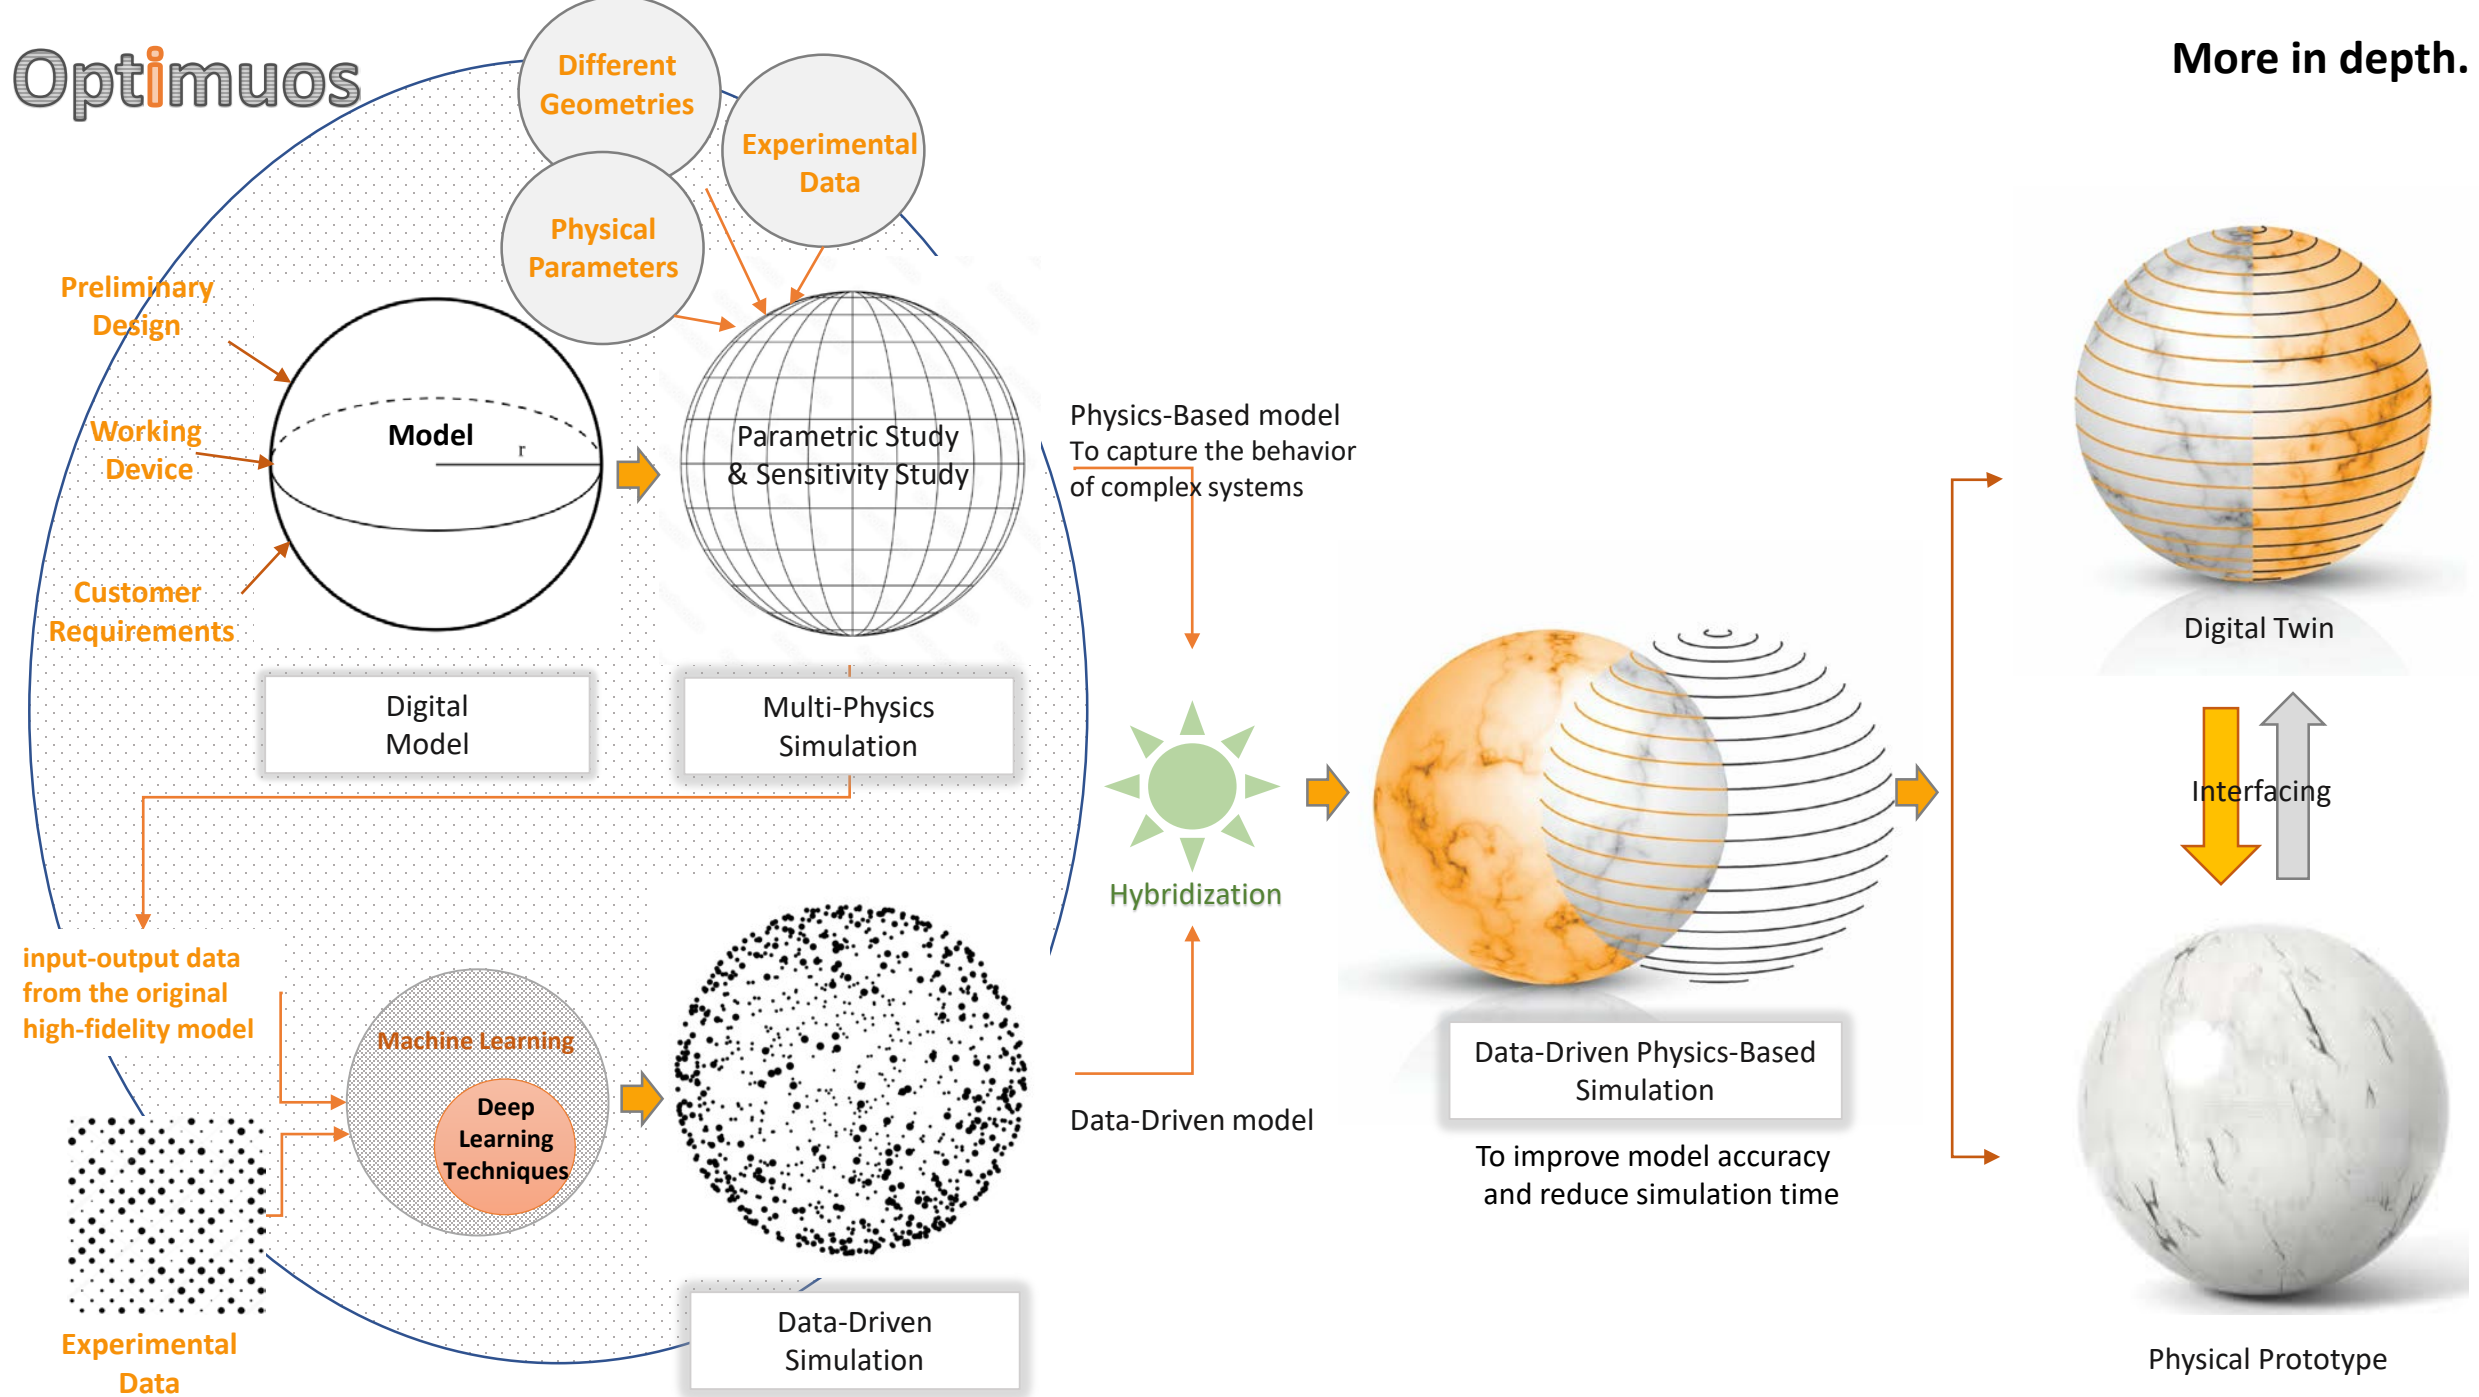 Optimuos
More in depth.
Different
Geometries
Experimental
Data
Physical
Parameters
Preliminary
Design
Working
Device
Customer
Requirements
Model
r
Parametric Study
& Sensitivity Study
Digital
Model
Multi-Physics
Simulation
Physics-Based model
To capture the behavior
of complex systems
Hybridization
input-output data
from the original
high-fidelity model
Experimental
Data
Machine Learning
Deep
Learning
Techniques
Data-Driven
Simulation
Data-Driven model
Data-Driven Physics-Based
Simulation
To improve model accuracy
and reduce simulation time
Digital Twin
Interfacing
Physical Prototype